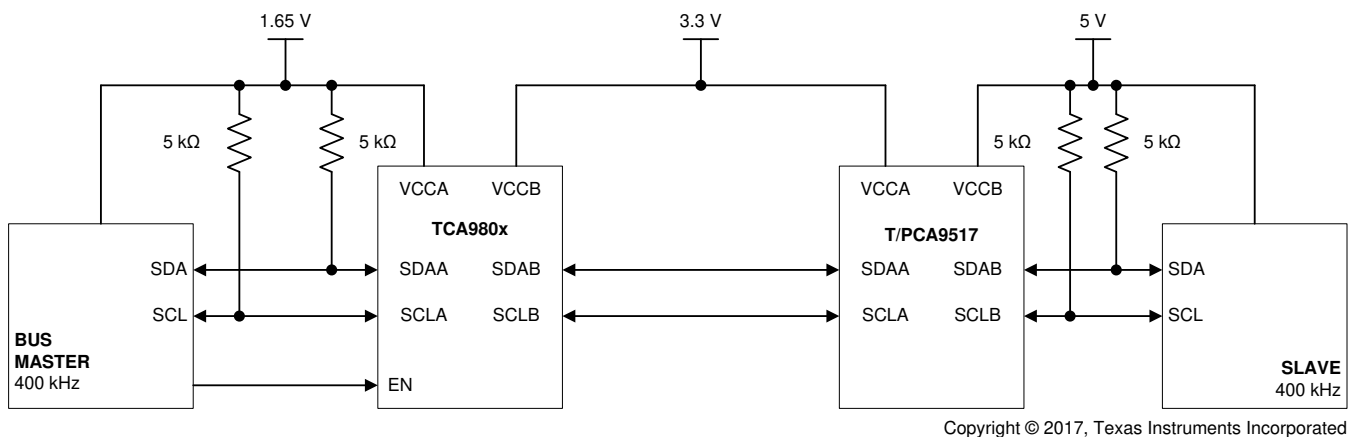 1.65 V
3.3 V
5 V
5 kΩ
5 kΩ
5 kΩ
5 kΩ
VCCA VCCB
TCA980x
VCCA VCCB
T/PCA9517
SDA
SDAA SDAB
SDAA SDAB
SDA
SCL
SCLA SCLB
SCLA SCLB
SCL
BUS
MASTER
400 kHz
EN
SLAVE
400 kHz
Copyright © 2017, Texas Instruments Incorporated